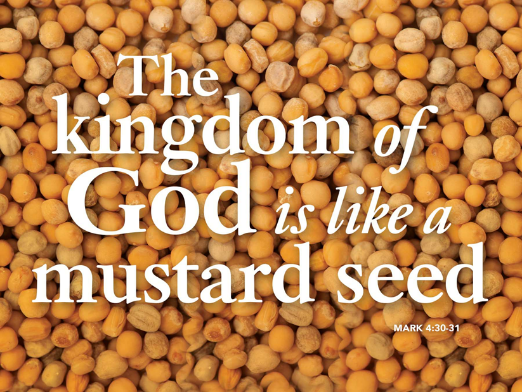 The
kingdom of
God is like a
mustard seed
MARK 4:30-31